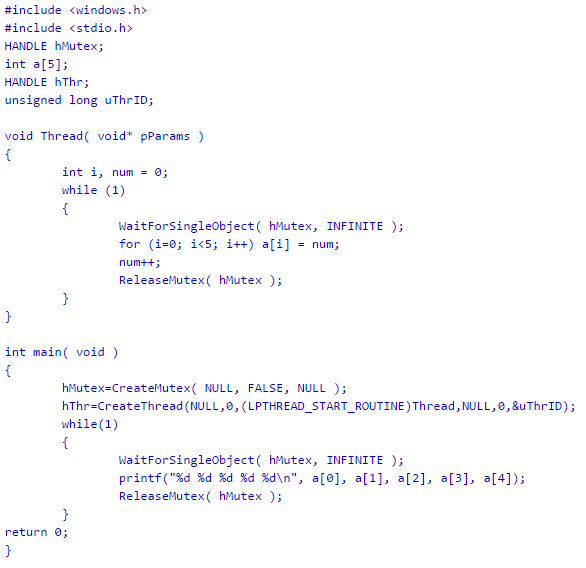 #include <windows.h>
#include <stdio.h>
HANDLE hMutex;
int a[5];
HANDLE hThr;
unsigned long uThrID;

void Thread( void* pParams )
{
        int i, num = 0;
        while (1)
        {
                WaitForSingleObject( hMutex, INFINITE );
                for (i=0; i<5; i++) a[i] = num;
                num++;
                ReleaseMutex( hMutex );
        }
}

int main( void )
{
        hMutex=CreateMutex( NULL, FALSE, NULL );
        hThr=CreateThread(NULL,0,(LPTHREAD_START_ROUTINE)Thread,NULL,0,&uThrID);
        while(1)
        {
                WaitForSingleObject( hMutex, INFINITE );
                printf("%d %d %d %d %d\n", a[0], a[1], a[2], a[3], a[4]);
                ReleaseMutex( hMutex );
        }
return 0;
}